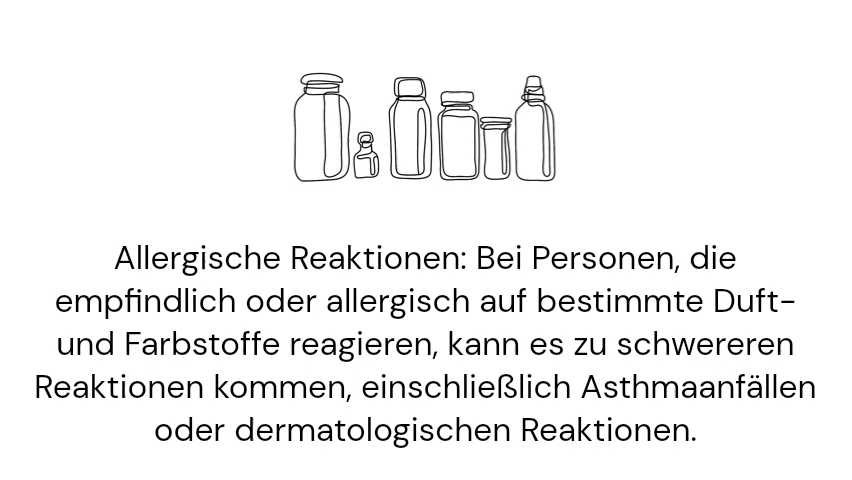 Allergische Reaktionen: Bei Personen, die
empfindlich oder allergisch auf bestimmte Duft-
und Farbstoffe reagieren, kann es zu schwereren
Reaktionen kommen, einschließlich Asthmaanfällen
oder dermatologischen Reaktionen.